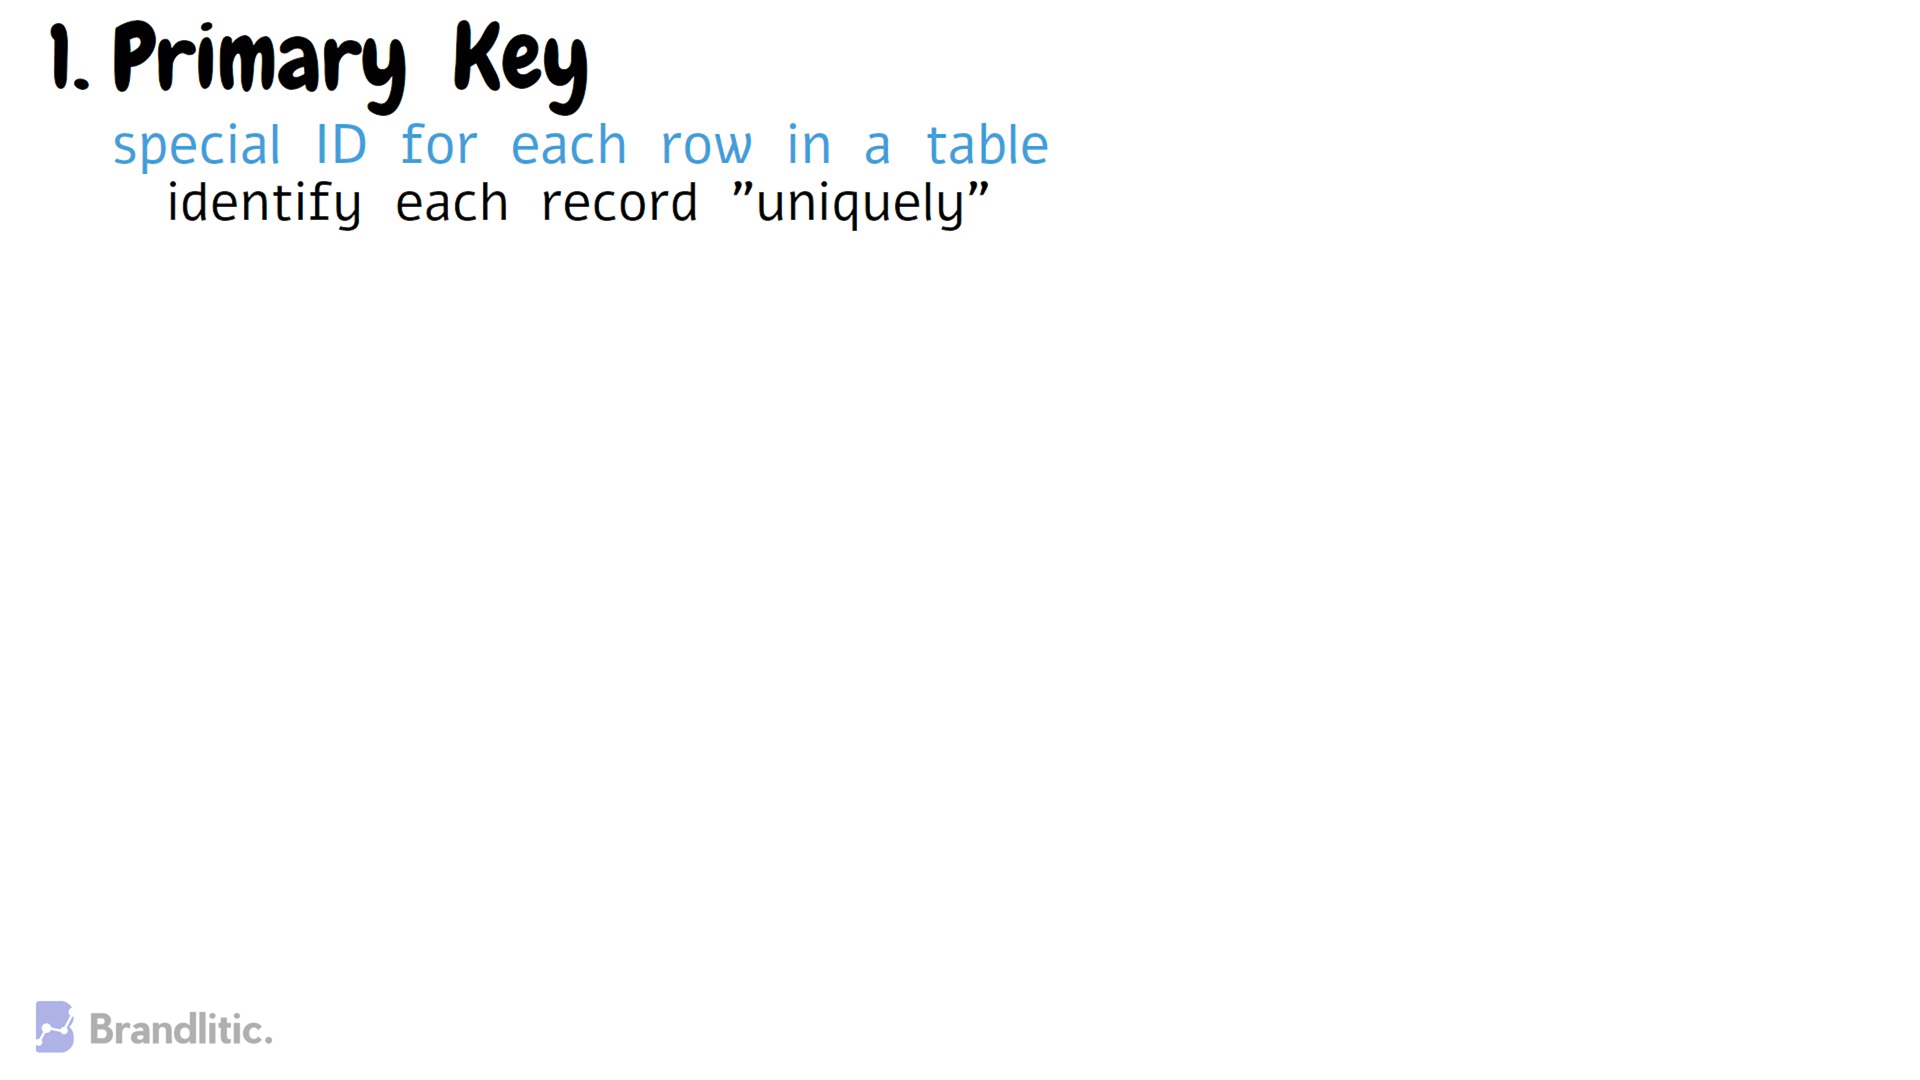 1. Primary Key
special ID for each row in a table
identify each record ”uniquely”
Brandlitic.